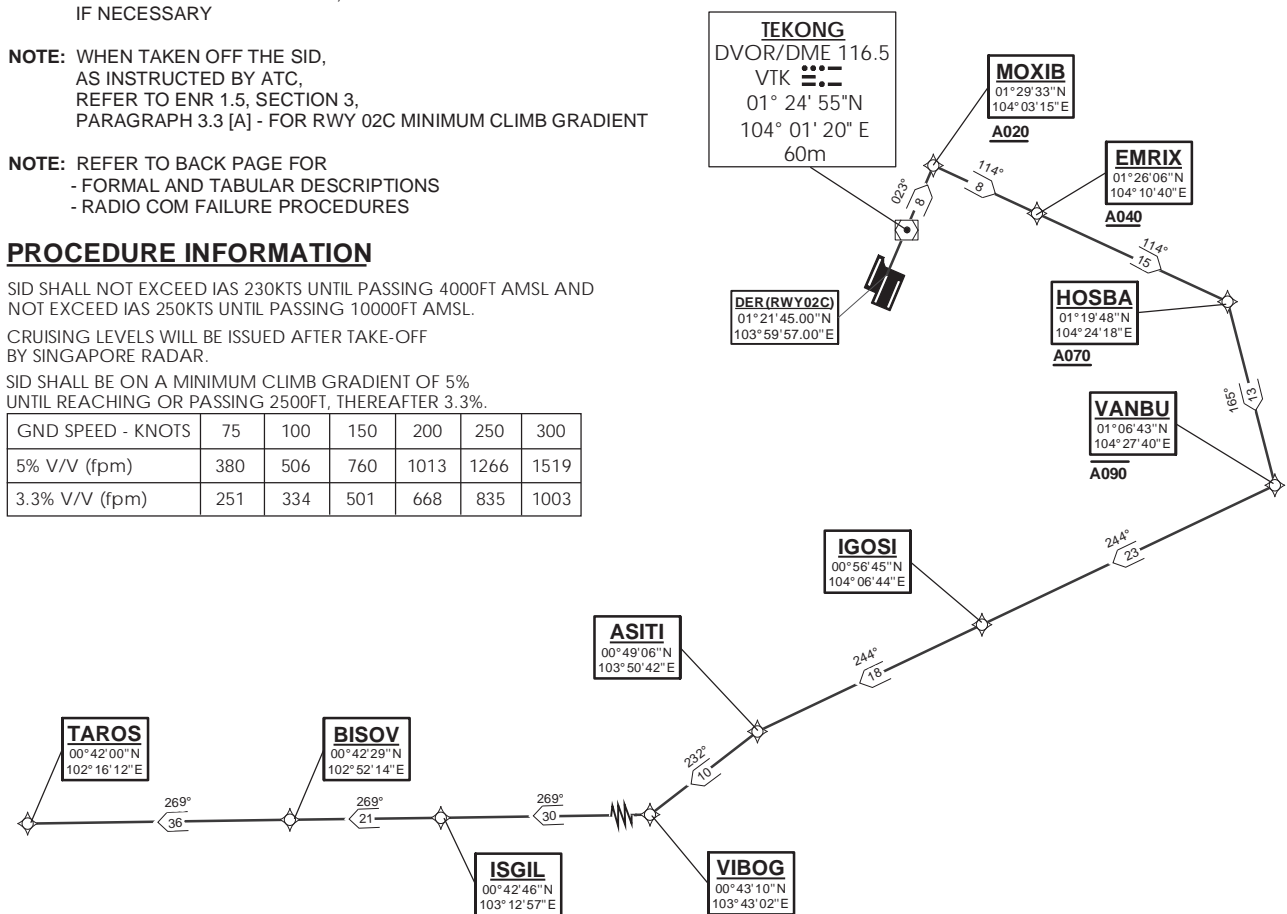 IF NECESSARY
NOTE: WHEN TAKEN OFF THE SID,
AS INSTRUCTED BY ATC,
REFER TO ENR 1.5, SECTION 3,
PARAGRAPH 3.3 [A] - FOR RWY 02C MINIMUM CLIMB GRADIENT
NOTE: REFER TO BACK PAGE FOR
- FORMAL AND TABULAR DESCRIPTIONS
- RADIO COM FAILURE PROCEDURES
PROCEDURE INFORMATION
SID SHALL NOT EXCEED IAS 230KTS UNTIL PASSING 4000FT AMSL AND
NOT EXCEED IAS 250KTS UNTIL PASSING 10000FT AMSL.
CRUISING LEVELS WILL BE ISSUED AFTER TAKE-OFF
BY SINGAPORE RADAR.
SID SHALL BE ON A MINIMUM CLIMB GRADIENT OF 5%
UNTIL REACHING OR PASSING 2500FT, THEREAFTER 3.3%.
GND SPEED - KNOTS 75 100 150 200 250 300
5% V/V (fpm) 380 506 760 1013 1266 1519
3.3% V/V (fpm) 251 334 501 668 835 1003
TEKONG
DVOR/DME 116.5
VTK
01° 24' 55"N
104° 01' 20" E
60m
MOXIB
01°29'33"N
104°03'15"E
A020
EMRIX
01°26'06"N
104°10'40"E
A040
023°
8
114°
8
114°
15
DER(RWY02C)
01°21'45.00"N
103°59'57.00"E
HOSBA
01°19'48"N
104°24'18"E
A070
165°
13
VANBU
01°06'43"N
104°27'40"E
A090
244°
23
IGOSI
00°56'45"N
104°06'44"E
244°
18
ASITI
00°49'06"N
103°50'42"E
232°
10
TAROS
00°42'00"N
102°16'12"E
BISOV
00°42'29"N
102°52'14"E
269°
36
269°
21
269°
30
ISGIL
00°42'46"N
103°12'57"E
VIBOG
00°43'10"N
103°43'02"E